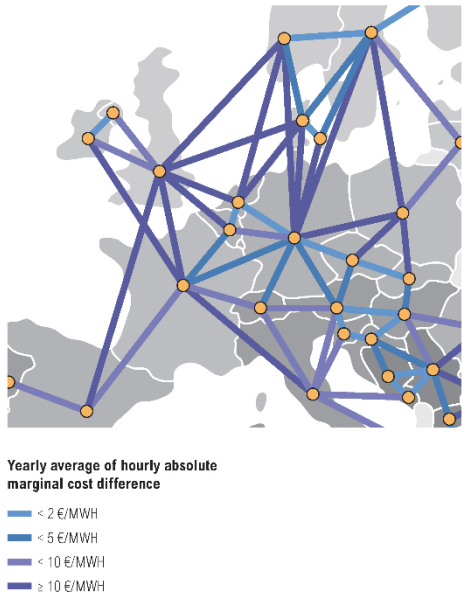 Yearly average of hourly absolute
marginal cost difference
< 2 €/MWH
< 5 €/MWH
< 10 €/MWH
≥ 10 €/MWH